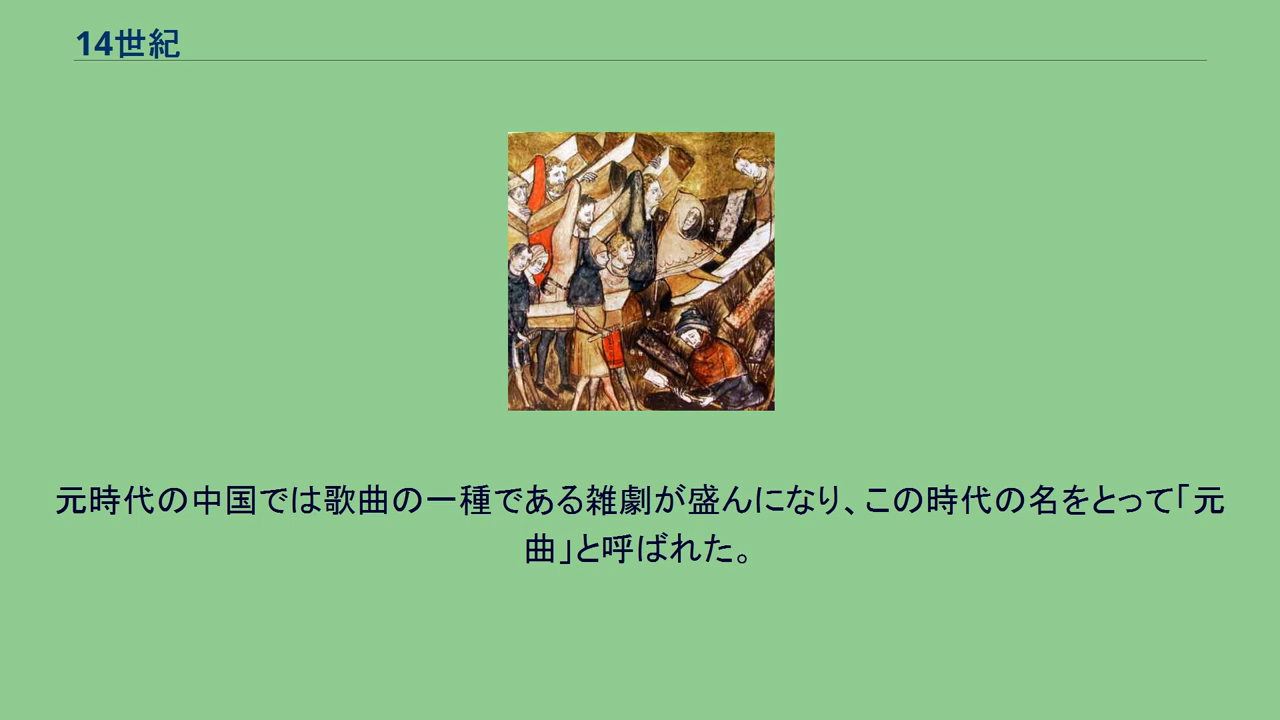 14世紀
元時代の中国では歌曲の一種である雑劇が盛んになり、この時代の名をとって「元
曲」と呼ばれた。